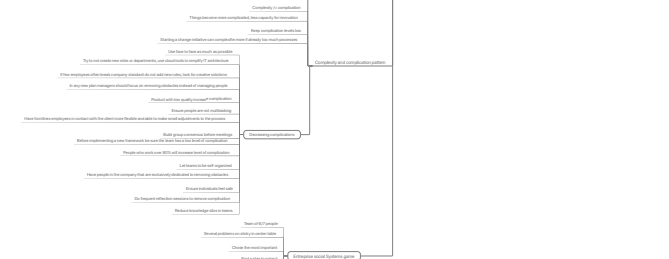 Complexity /= complication
Things become more complicated, less capacity for innovation
Keep complication levels low
Starting a change initiative can complicate more if already too much processes
Complexity and complication pattern
Use face to face as much as possible
Try to not create new roles or departments, use cloud tools to simplify IT architecture
If few employees often break company standard do not add new rules, look for creative solutions
In any new plan managers should focus on removing obstacles instead of managing people
Product with low quality increase complication
Ensure people are not multitasking
Have frontline employees in contact with the client more flexible and able to make small adjustments to the process
Decreasing complications
Build group consensus before meetings
Before implementing a new framework be sure the team has a low level of complication
People who work over 80% will increase level of complication
Let teams to be self organized
Have people in the company that are exclusively dedicated to removing obstacles
Ensure individuals feel safe
Do frequent reflection sessions to remove complication
Reduce knowledge silos in teams
Team of 6/7 people
Several problems on sticky in center table
Chose the most important
Enterprise social Systems game